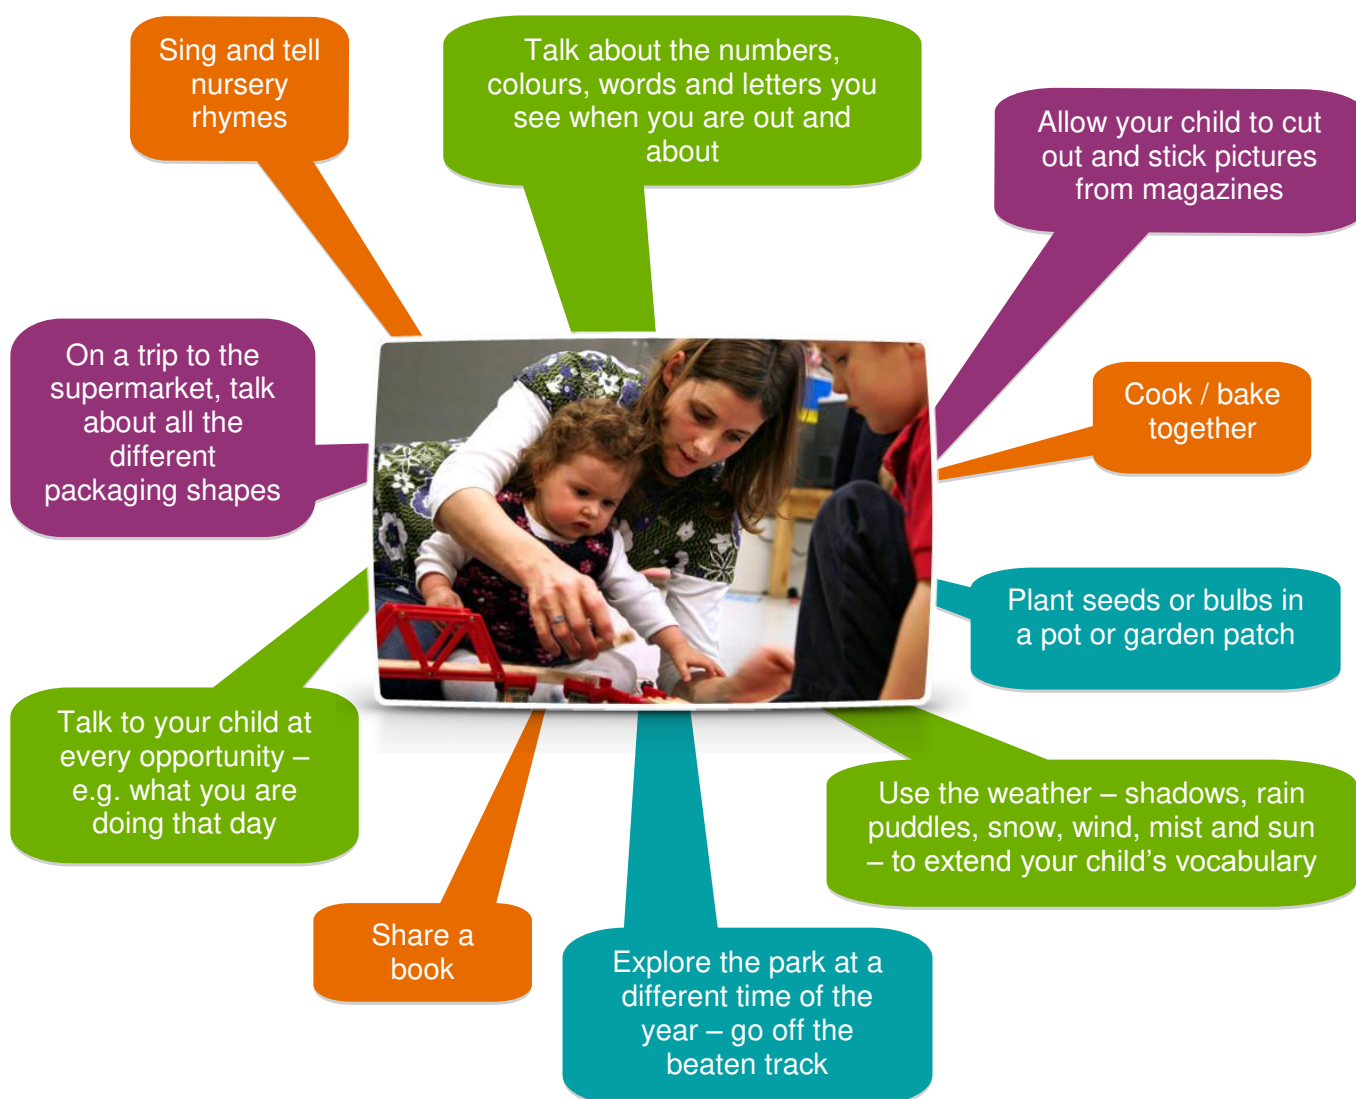 Sing and tell
nursery
rhymes
Talk about the numbers,
colours, words and letters you
see when you are out and
about
Allow your child to cut
out and stick pictures
from magazines
On a trip to the
supermarket, talk
about all the
different
packaging shapes
Cook / bake
together
Plant seeds or bulbs in
a pot or garden patch
Talk to your child at
every opportunity –
e.g. what you are
doing that day
Use the weather – shadows, rain
puddles, snow, wind, mist and sun
– to extend your child’s vocabulary
Share a
book
Explore the park at a
different time of the
year – go off the
beaten track